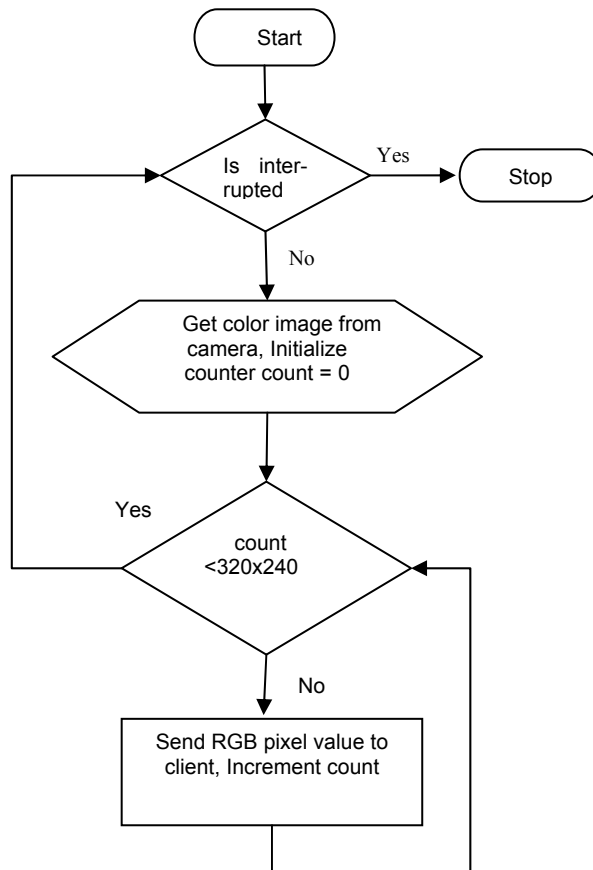 Start
Is inter-
rupted
Yes
Stop
No
Get color image from
camera, Initialize
counter count = 0
Yes
count
<320x240
No
Send RGB pixel value to
client, Increment count